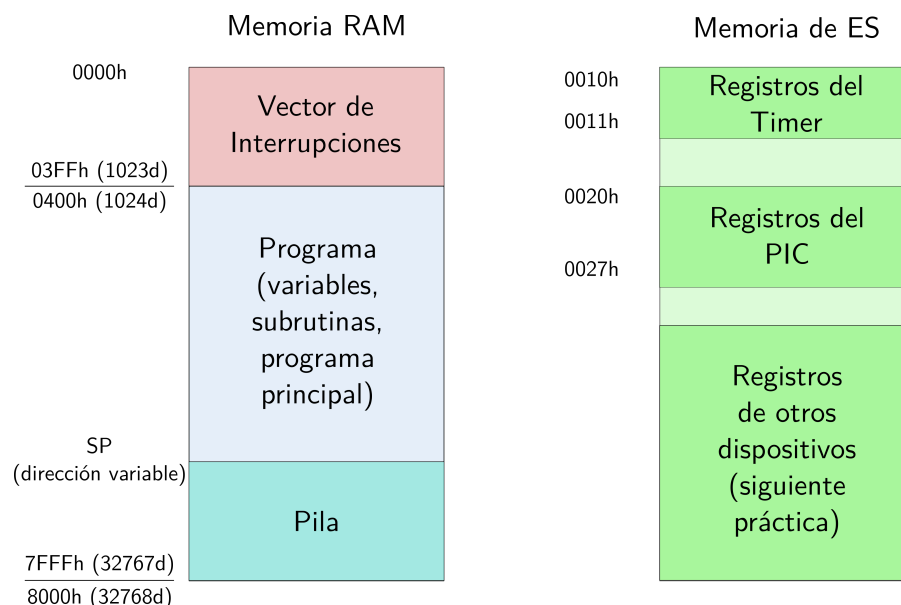 Memoria RAM
0000h
Vector de
Interrupciones
03FFh (1023d)
0400h (1024d)
Programa
(variables,
subrutinas,
programa
principal)
SP
(dirección variable)
Pila
7FFFh (32767d)
8000h (32768d)
Memoria de ES
0010h
Registros del
Timer
0011h
0020h
Registros del
PIC
0027h
Registros
de otros
dispositivos
(siguiente
práctica)